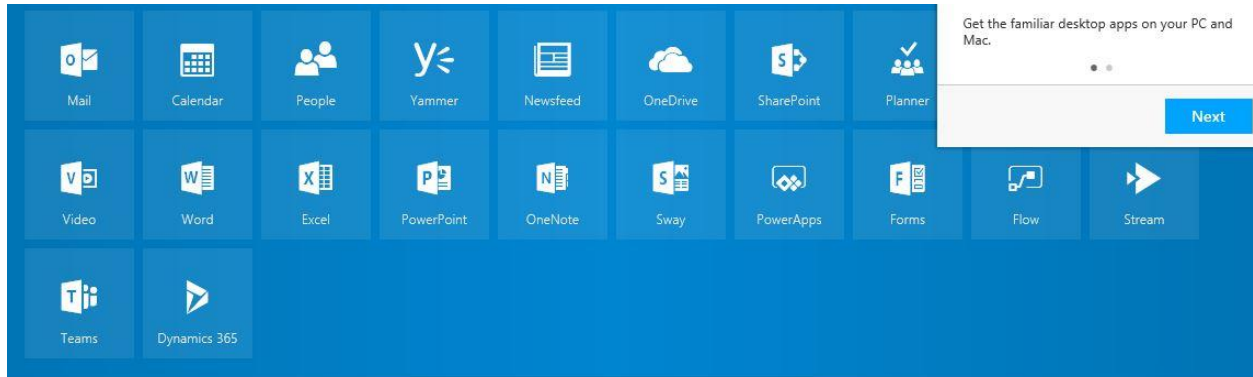 Get the familiar desktop apps on your PC and
Mac.
Next
Mail Calendar People Yammer Newsfeed OneDrive SharePoint Planner
Video Word Excel PowerPoint OneNote Sway PowerApps Forms Flow Stream
Teams Dynamics 365